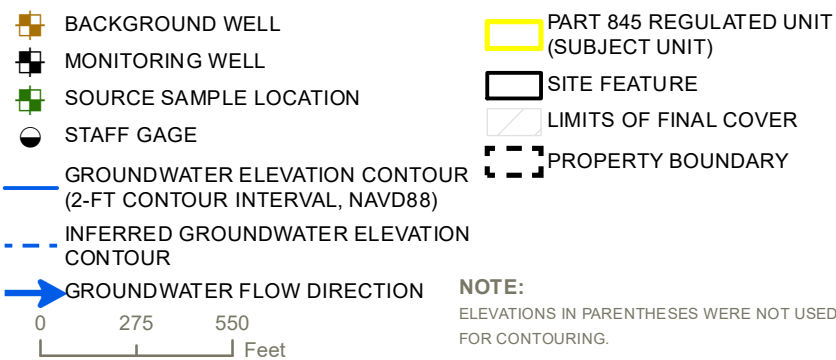 BACKGROUND WELL
MONITORING WELL
SOURCE SAMPLE LOCATION
STAFF GAGE
GROUNDWATER ELEVATION CONTOUR
(2-FT CONTOUR INTERVAL, NAVD88)
INFERRED GROUNDWATER ELEVATION
CONTOUR
GROUNDWATER FLOW DIRECTION
0 275 550
Feet
PART 845 REGULATED UNIT
(SUBJECT UNIT)
SITE FEATURE
LIMITS OF FINAL COVER
PROPERTY BOUNDARY
NOTE:
ELEVATIONS IN PARENTHESES WERE NOT USED
FOR CONTOURING.